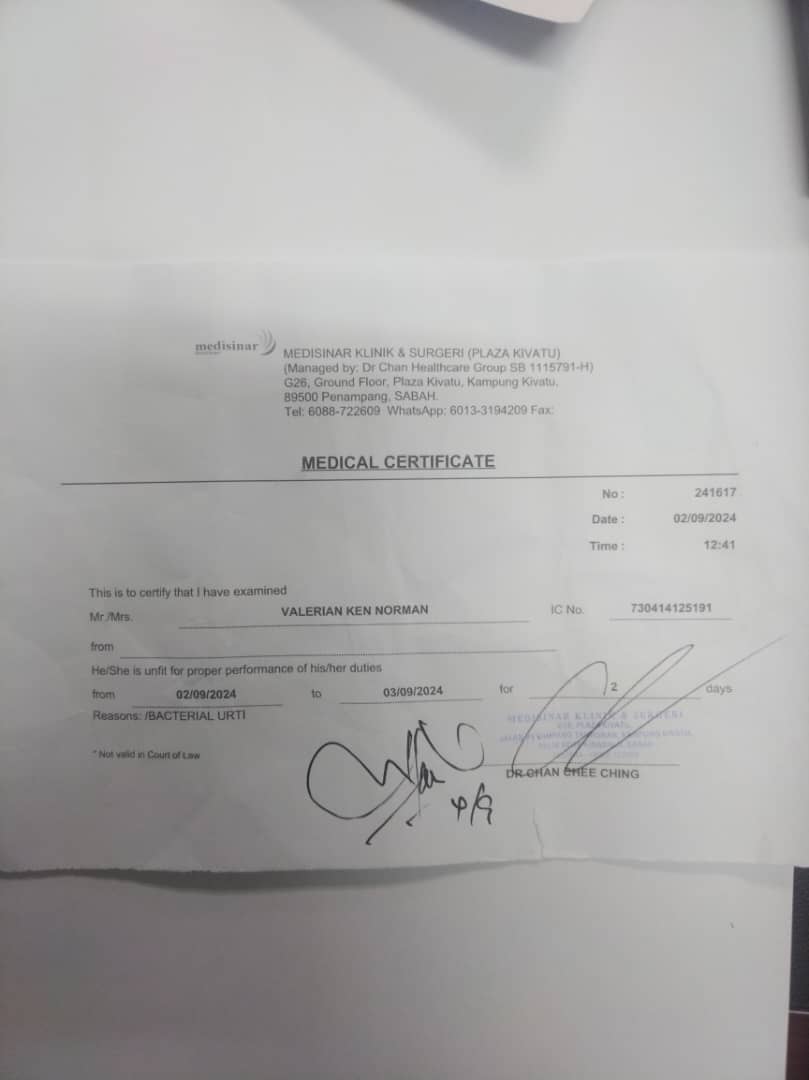 medisinar
MEDISINAR KLINIK & SURGERI (PLAZA KIVATU)
(Managed by: Dr Chan Healthcare Group SB 1115791-H)
G26, Ground Floor, Plaza Kivatu, Kampung Kivatu,
89500 Penampang, SABAH.
Tel: 6088-722609 WhatsApp: 6013-3194209 Fax:
MEDICAL CERTIFICATE
No : 241617
Date : 02/09/2024
Time : 12:41
This is to certify that I have examined
Mr./Mrs. VALERIAN KEN NORMAN IC No. 730414125191
from
He/She is unfit for proper performance of his/her duties
from 02/09/2024 to 03/09/2024 for 2 days
Reasons: /BACTERIAL URTI
MEDISINAR KLINIK & SURGERI
* Not valid in Court of Law
DR CHAN CHEE CHING
4/9